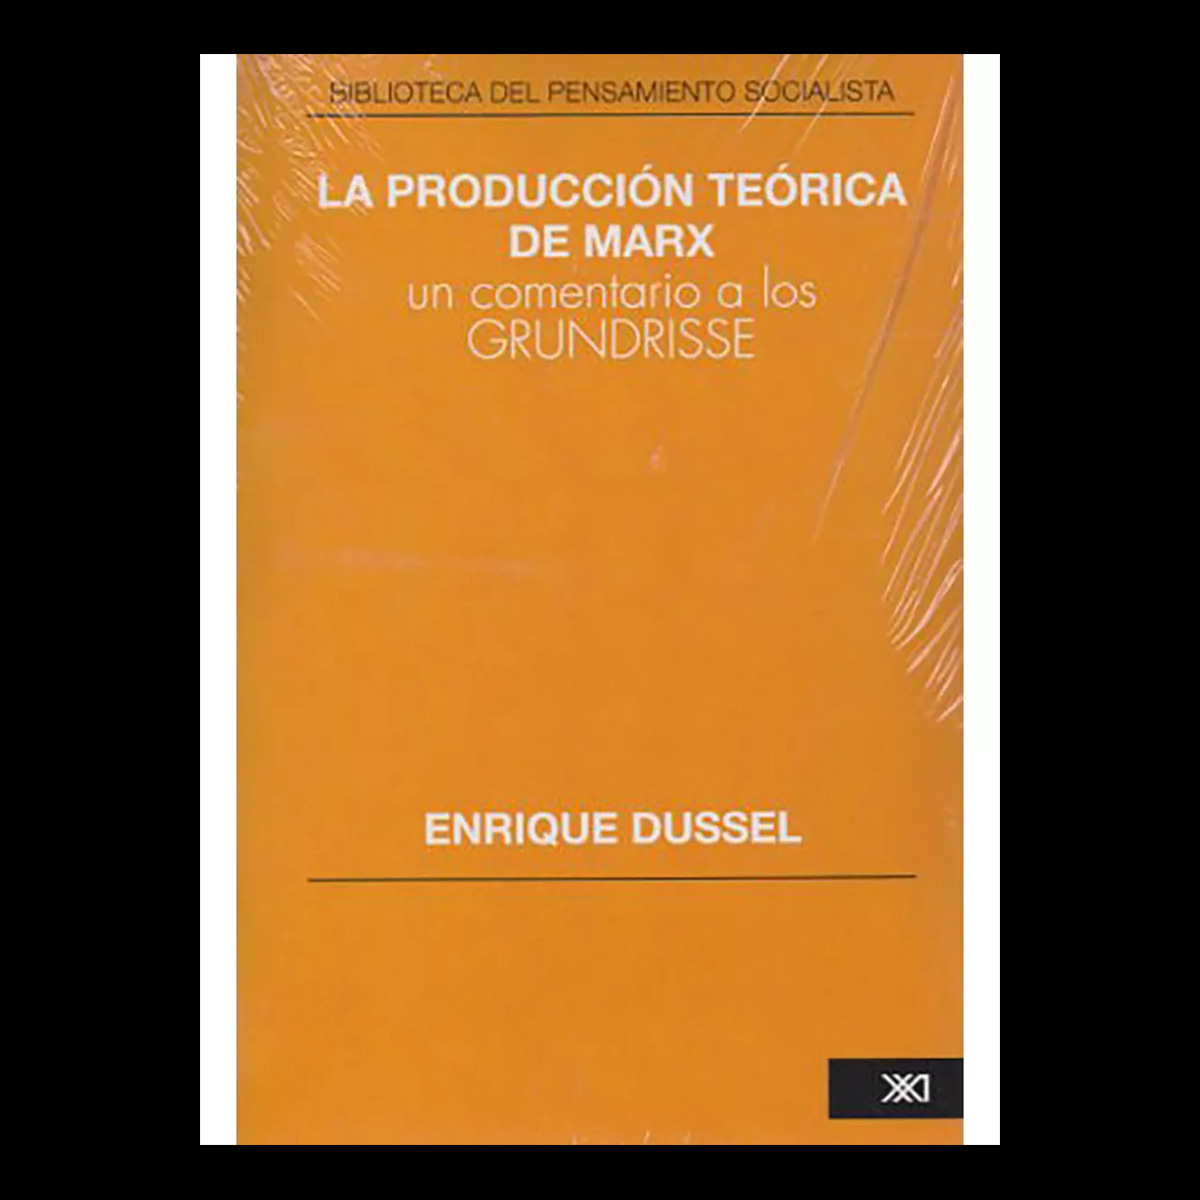 BIBLIOTECA DEL PENSAMIENTO SOCIALISTA
LA PRODUCCIÓN TEÓRICA
DE MARX
un comentario a los
GRUNDRISSE
ENRIQUE DUSSEL
XXI